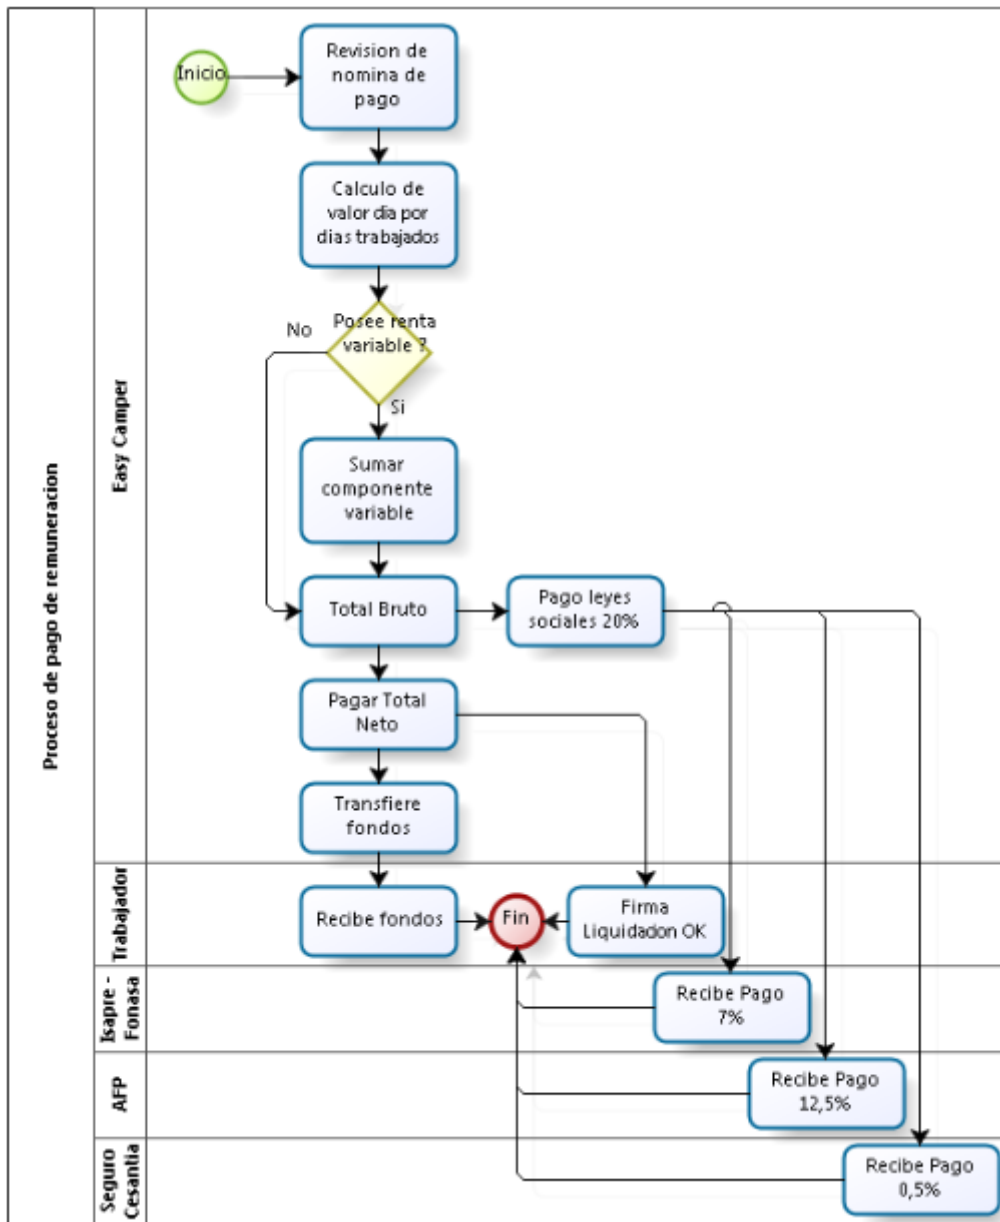 Proceso de pago de remuneracion
Easy Camper
Inicio
Revision de
nomina de
pago
Calculo de
valor dia por
dias trabajados
Posee renta
variable ?
No
Si
Sumar
componente
variable
Total Bruto
Pago leyes
sociales 20%
Pagar Total
Neto
Transfiere
fondos
Trabajador
Recibe fondos
Fin
Firma
Liquidacion OK
Isapre -
Fonasa
Recibe Pago
7%
AFP
Recibe Pago
12,5%
Seguro
Cesantia
Recibe Pago
0,5%